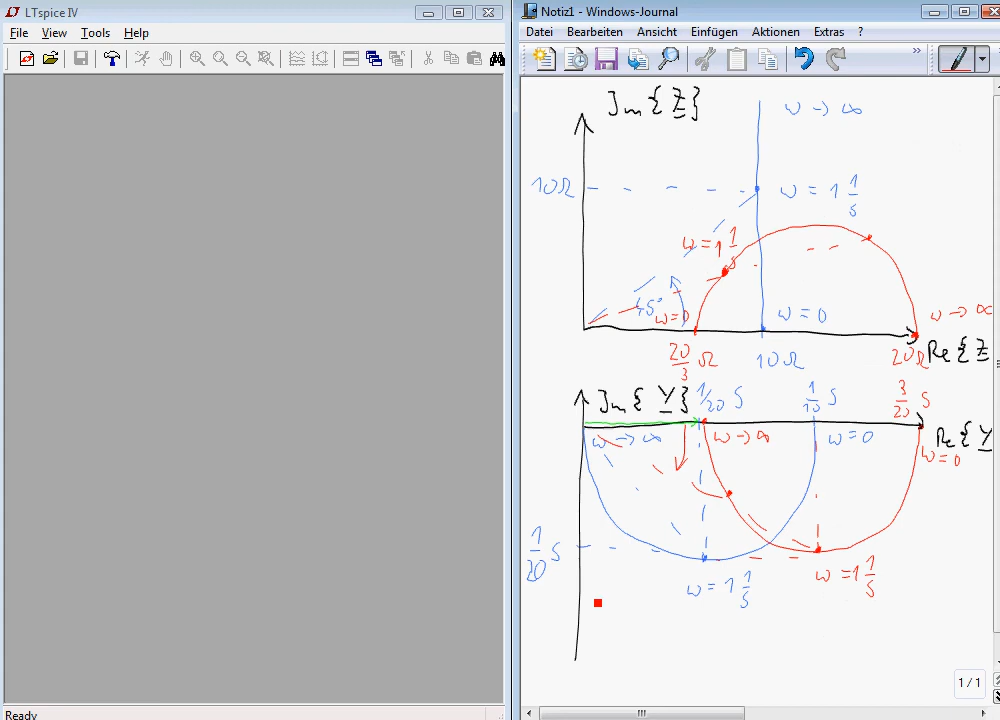 LTspice IV
File View Tools Help
Ready
Notiz1 - Windows-Journal
Datei Bearbeiten Ansicht Einfügen Aktionen Extras ?
Im{Z}
ω → ∞
10Ω
ω = 1 1/s
ω = 1 1/s
45°
ω=0
ω = 0
ω → ∞
20/3 Ω
10Ω
20Ω
Re{Z
Im{Y}
1/20 S
1/10 S
3/20 S
ω → ∞
ω → ∞
ω = 0
Re{Y
ω=0
1/20 S
ω = 1 1/s
ω = 1 1/s
1 / 1